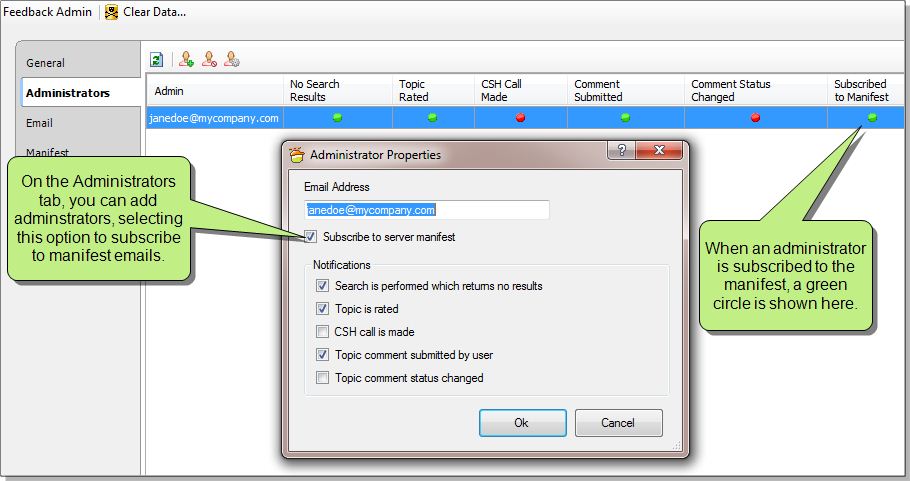 Feedback Admin
Clear Data...
General
Administrators
Email
Manifest
Admin
No Search
Results
Topic
Rated
CSH Call
Made
Comment
Submitted
Comment Status
Changed
Subscribed
to Manifest
janedoe@mycompany.com
On the Administrators
tab, you can add
adminstrators, selecting
this option to subscribe
to manifest emails.
Administrator Properties
Email Address
janedoe@mycompany.com
Subscribe to server manifest
Notifications
Search is performed which returns no results
Topic is rated
CSH call is made
Topic comment submitted by user
Topic comment status changed
Ok
Cancel
When an administrator
is subscribed to the
manifest, a green
circle is shown here.